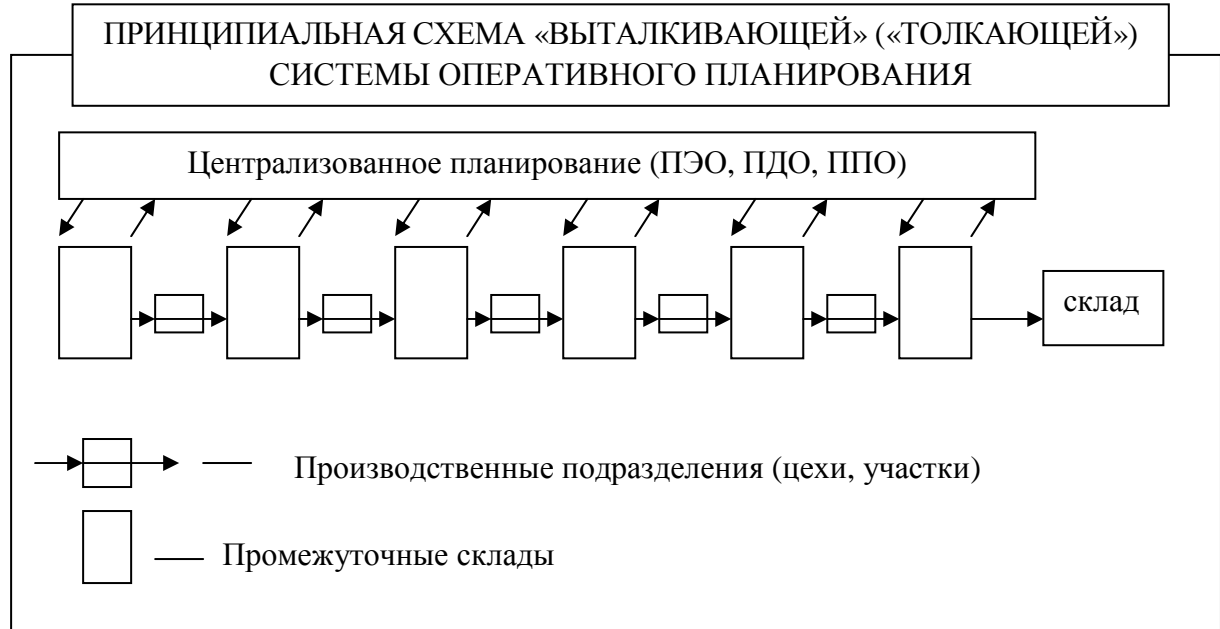 ПРИНЦИПИАЛЬНАЯ СХЕМА «ВЫТАЛКИВАЮЩЕЙ» («ТОЛКАЮЩЕЙ»)
СИСТЕМЫ ОПЕРАТИВНОГО ПЛАНИРОВАНИЯ
Централизованное планирование (ПЭО, ПДО, ППО)
склад
Производственные подразделения (цехи, участки)
Промежуточные склады